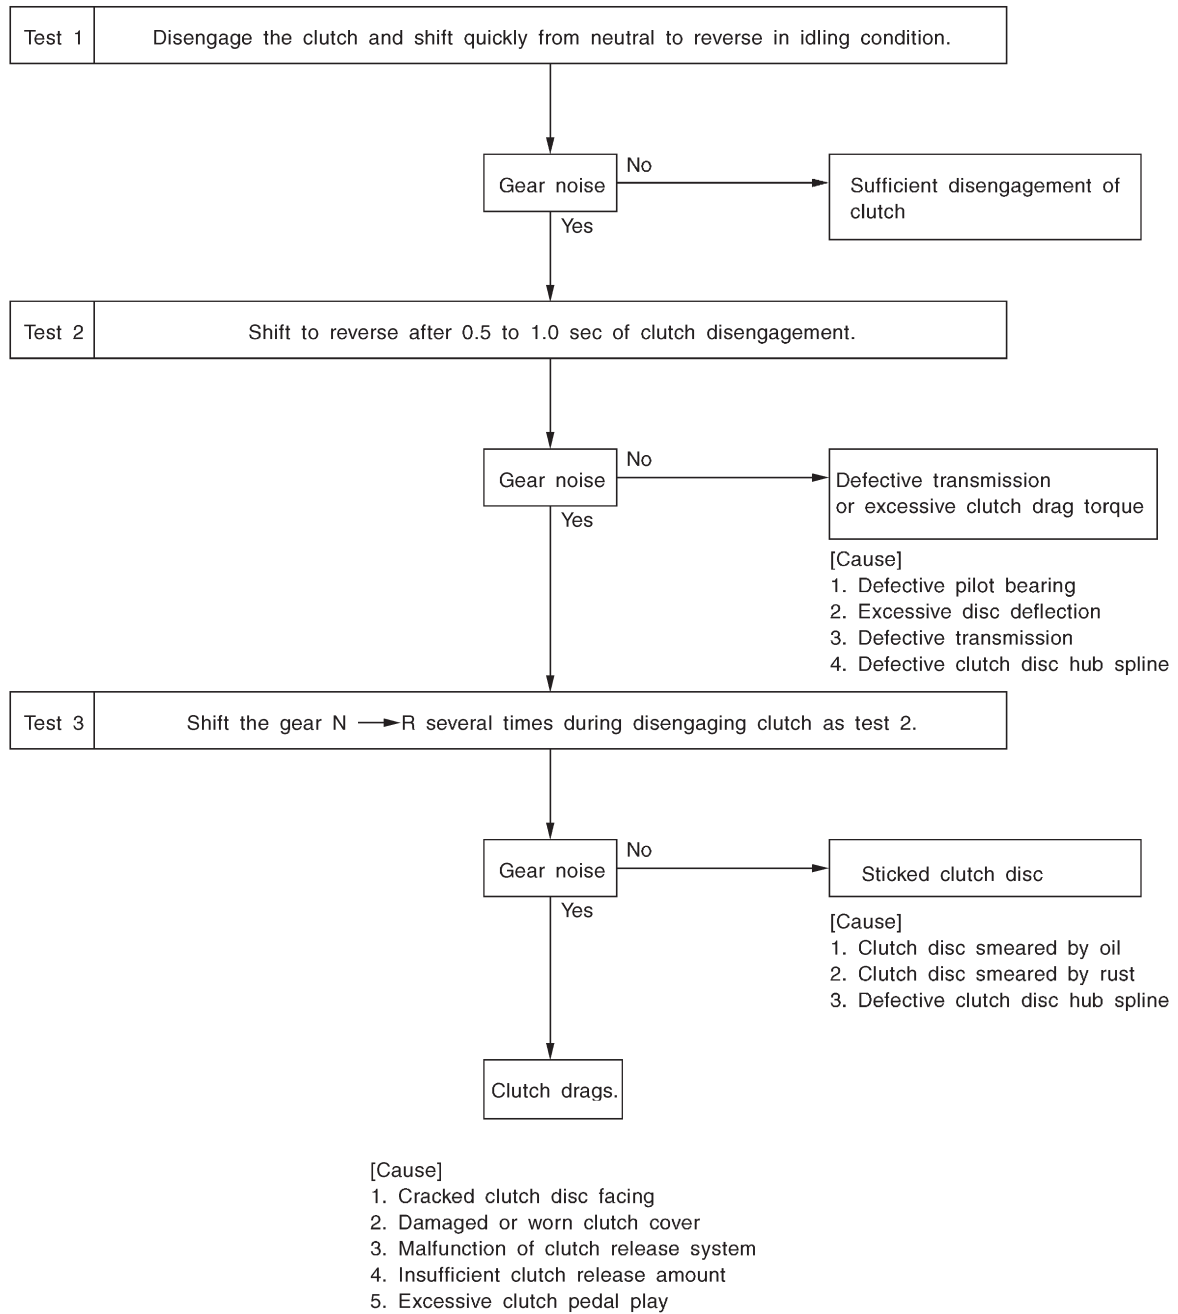 Test 1 Disengage the clutch and shift quickly from neutral to reverse in idling condition.
Gear noise
No
Sufficient disengagement of
clutch
Yes
Test 2 Shift to reverse after 0.5 to 1.0 sec of clutch disengagement.
Gear noise
No
Defective transmission
or excessive clutch drag torque
Yes
[Cause]
1. Defective pilot bearing
2. Excessive disc deflection
3. Defective transmission
4. Defective clutch disc hub spline
Test 3 Shift the gear N → R several times during disengaging clutch as test 2.
Gear noise
No
Sticked clutch disc
Yes
[Cause]
1. Clutch disc smeared by oil
2. Clutch disc smeared by rust
3. Defective clutch disc hub spline
Clutch drags.
[Cause]
1. Cracked clutch disc facing
2. Damaged or worn clutch cover
3. Malfunction of clutch release system
4. Insufficient clutch release amount
5. Excessive clutch pedal play